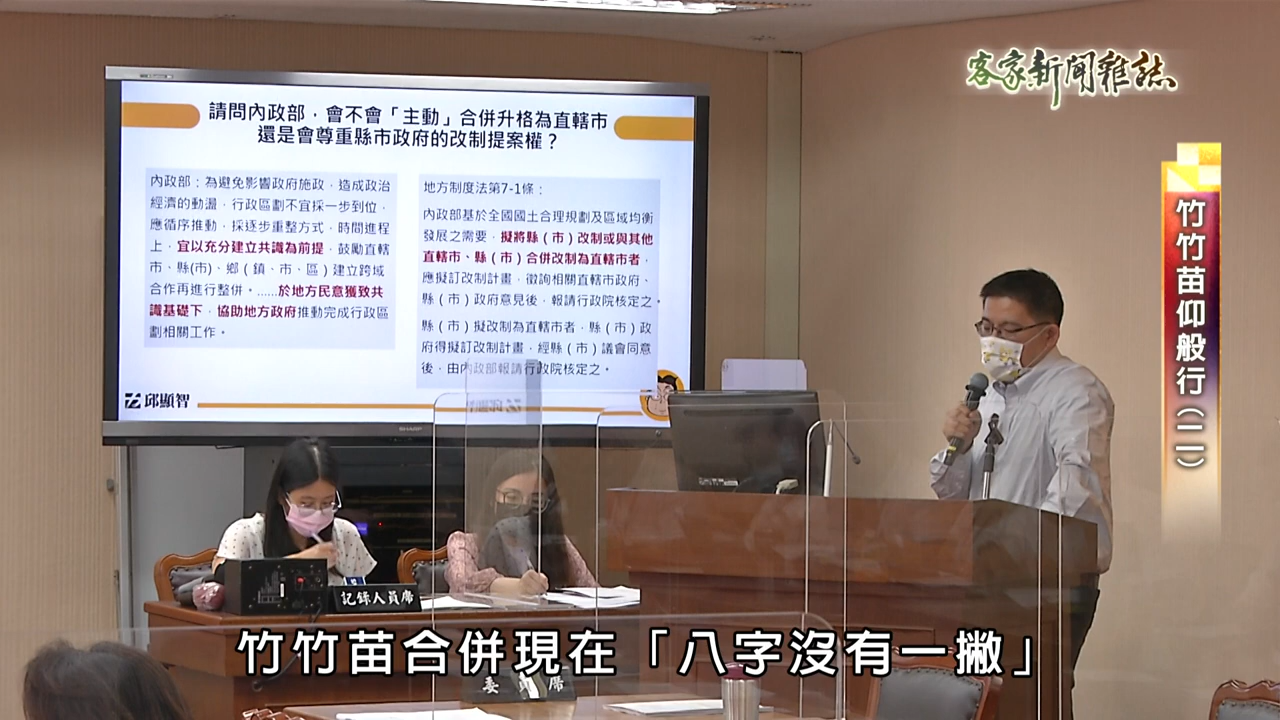 客家新聞雜誌
竹竹苗仰般行(二)
請問內政部，會不會「主動」合併升格為直轄市
還是會尊重縣市政府的改制提案權？
內政部：為避免影響政府施政，造成政治
經濟的動盪，行政區劃不宜採一步到位，
應循序推動，採逐步重整方式，時間進程
上，宜以充分建立共識為前提，鼓勵直轄
市、縣(市)、鄉（鎮、市、區）建立跨域
合作再進行整併。……於地方民意獲致共
識基礎下，協助地方政府推動完成行政區
劃相關工作。
地方制度法第7-1條：
內政部基於全國國土合理規劃及區域均衡
發展之需要，擬將縣（市）改制或與其他
直轄市、縣（市）合併改制為直轄市者，
應擬訂改制計畫，徵詢相關直轄市政府、
縣（市）政府意見後，報請行政院核定之。
縣（市）擬改制為直轄市者，縣（市）政
府得擬訂改制計畫，經縣（市）議會同意
後，由內政部報請行政院核定之。
邱顯智
SHARP
記錄人員席
竹竹苗合併現在「八字沒有一撇」
委員席